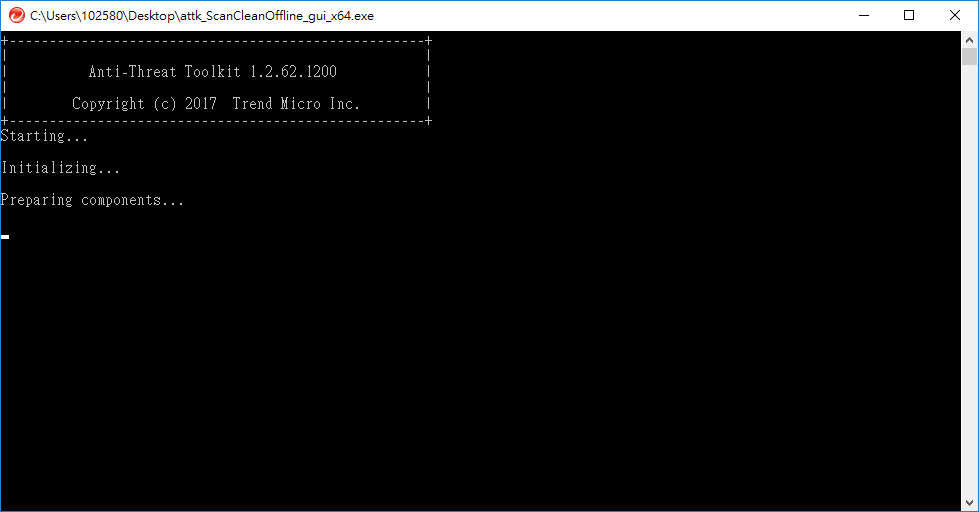 C:\Users\102580\Desktop\attk_ScanCleanOffline_gui_x64.exe
+----------------------------------------------------+
|                                                    |
|          Anti-Threat Toolkit 1.2.62.1200           |
|                                                    |
|        Copyright (c) 2017  Trend Micro Inc.        |
+----------------------------------------------------+
Starting...
Initializing...
Preparing components...